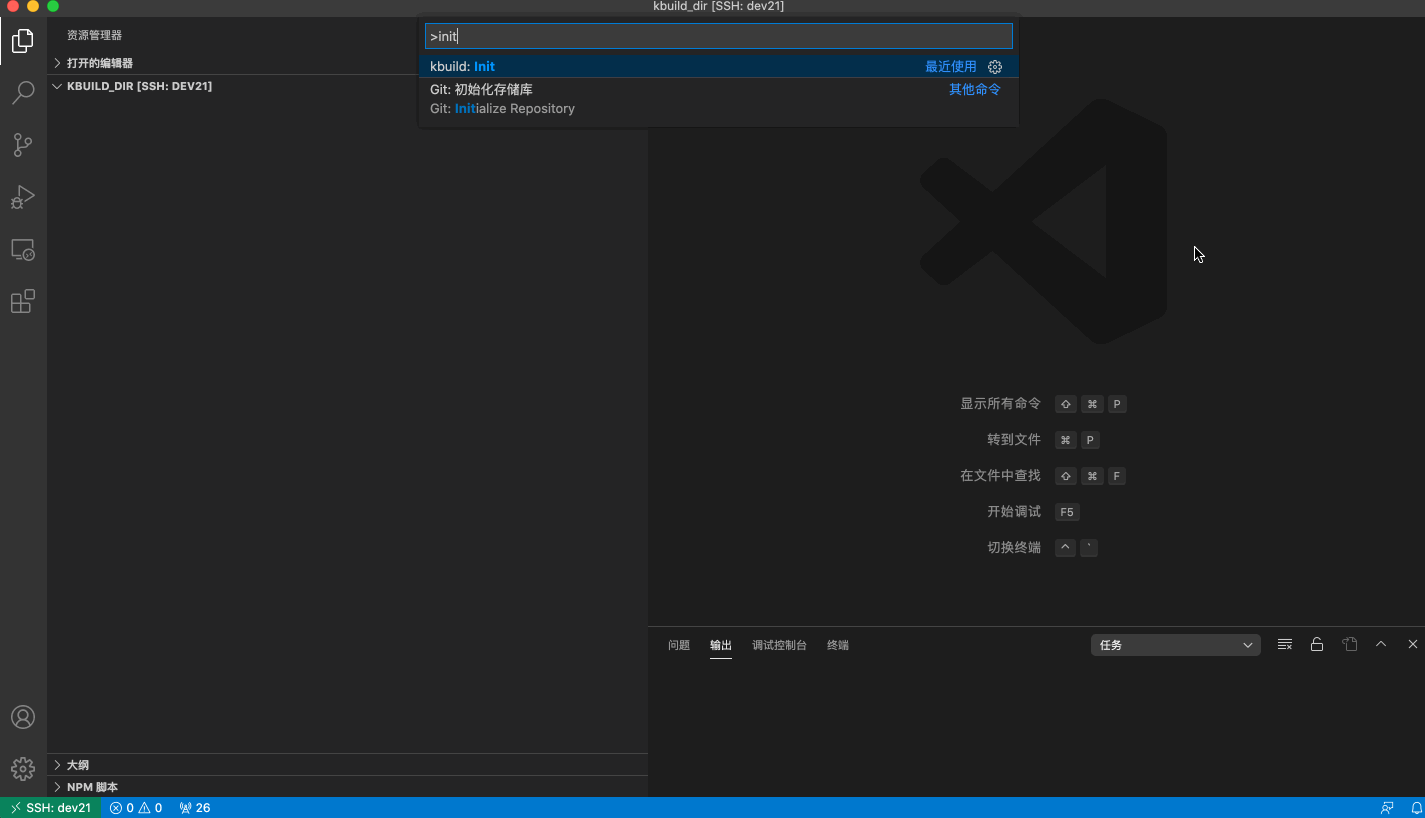 kbuild_dir [SSH: dev21]
资源管理器
打开的编辑器
KBUILD_DIR [SSH: DEV21]
>init
kbuild: Init 最近使用
Git: 初始化存储库 其他命令
Git: Initialize Repository
显示所有命令 ⇧ ⌘ P
转到文件 ⌘ P
在文件中查找 ⇧ ⌘ F
开始调试 F5
切换终端 ^ `
问题 输出 调试控制台 终端 任务
大纲
NPM 脚本
SSH: dev21 0 0 26